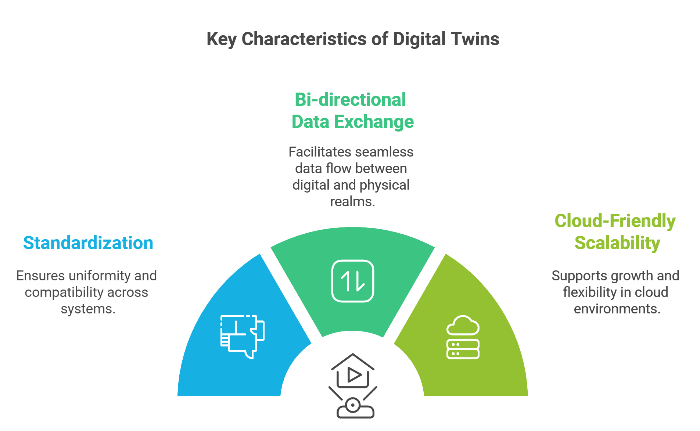 Key Characteristics of Digital Twins
Bi-directional
Data Exchange
Facilitates seamless
data flow between
digital and physical
realms.
Standardization
Ensures uniformity and
compatibility across
systems.
Cloud-Friendly
Scalability
Supports growth and
flexibility in cloud
environments.